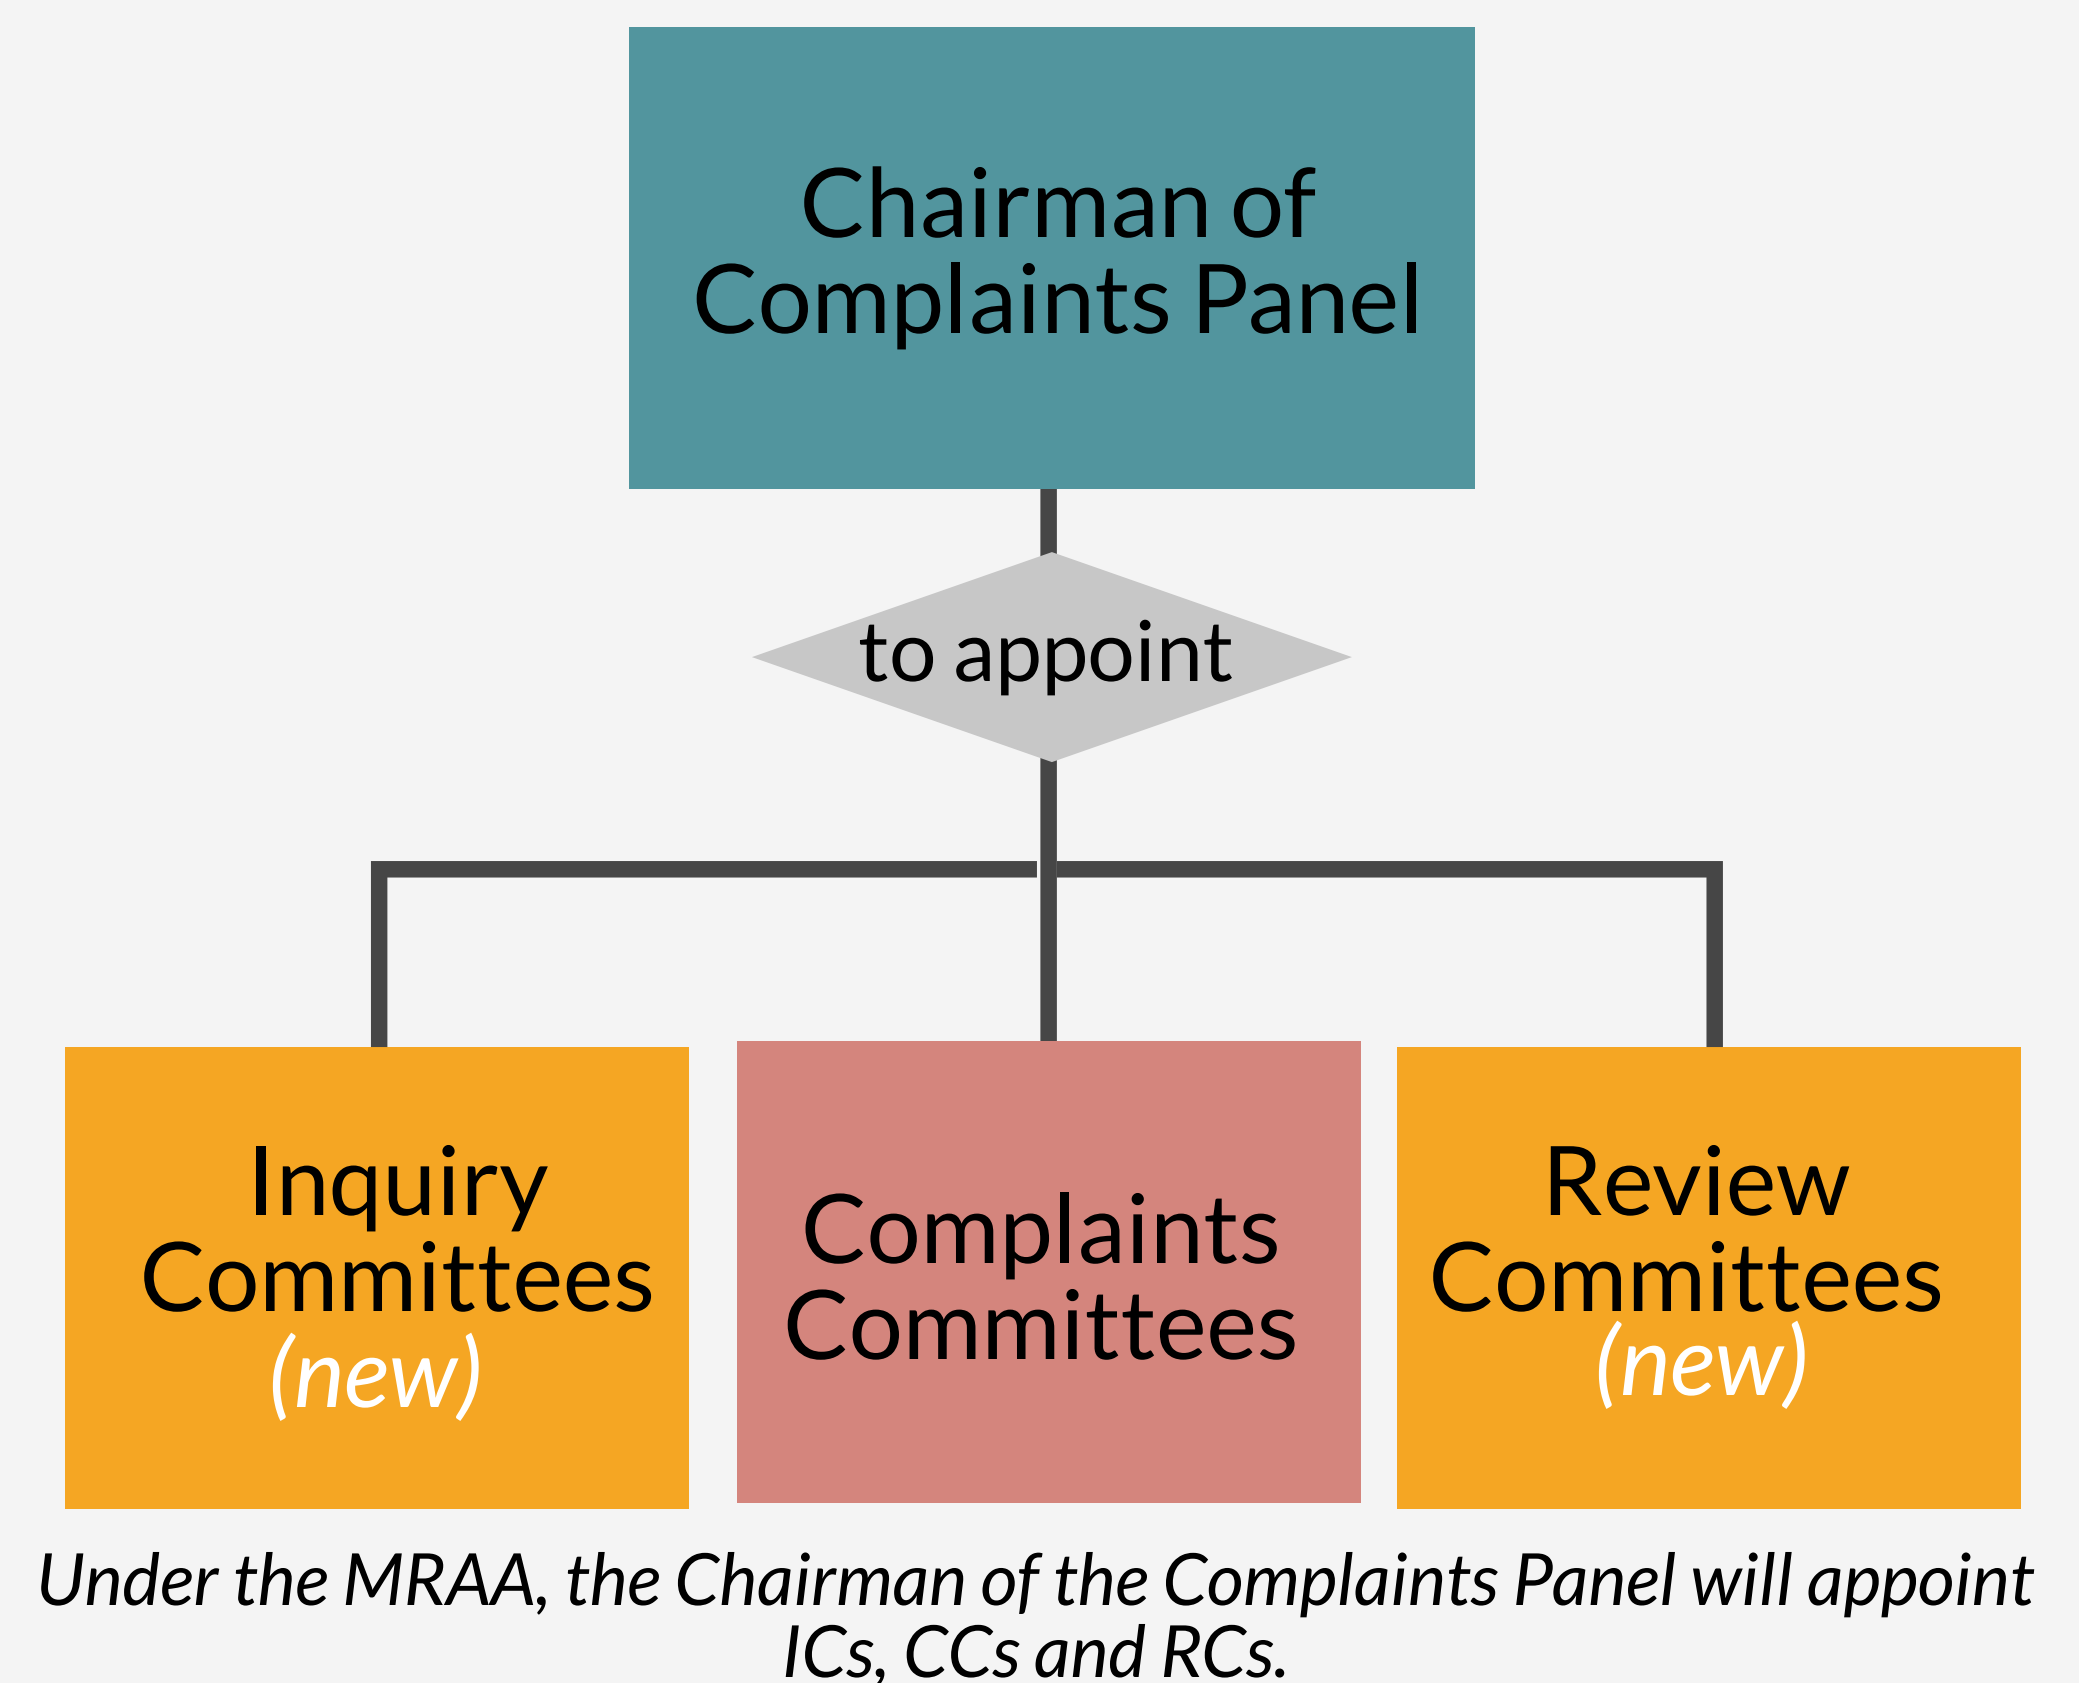 Chairman of
Complaints Panel
to appoint
Inquiry
Committees
(new)
Complaints
Committees
Review
Committees
(new)
Under the MRAA, the Chairman of the Complaints Panel will appoint
ICs, CCs and RCs.